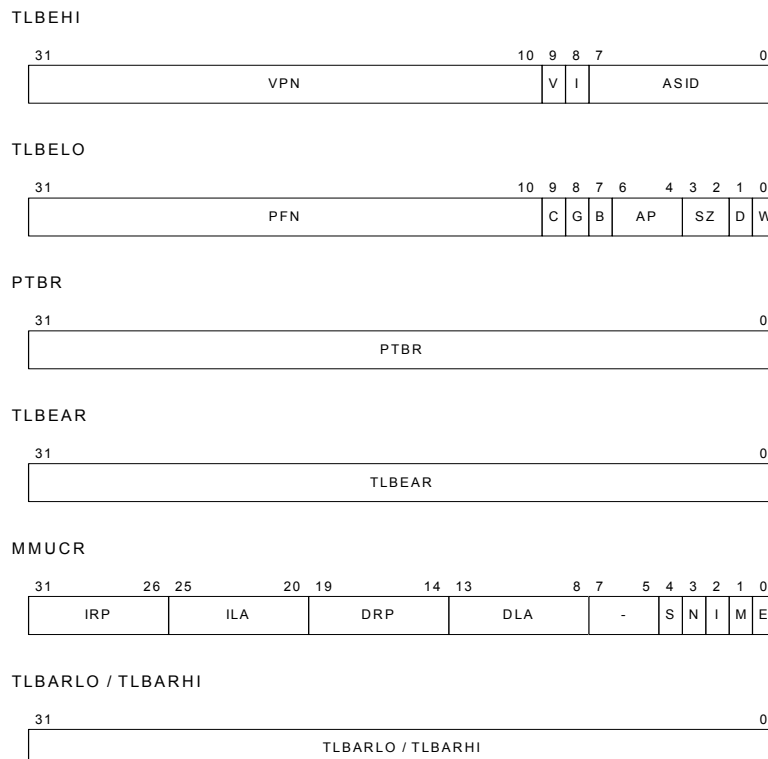 TLBEHI
31 10 9 8 7 0
VPN V I ASID
TLBELO
31 10 9 8 7 6 4 3 2 1 0
PFN C G B AP SZ D W
PTBR
31 0
PTBR
TLBEAR
31 0
TLBEAR
MMUCR
31 26 25 20 19 14 13 8 7 5 4 3 2 1 0
IRP ILA DRP DLA - S N I M E
TLBARLO / TLBARHI
31 0
TLBARLO / TLBARHI